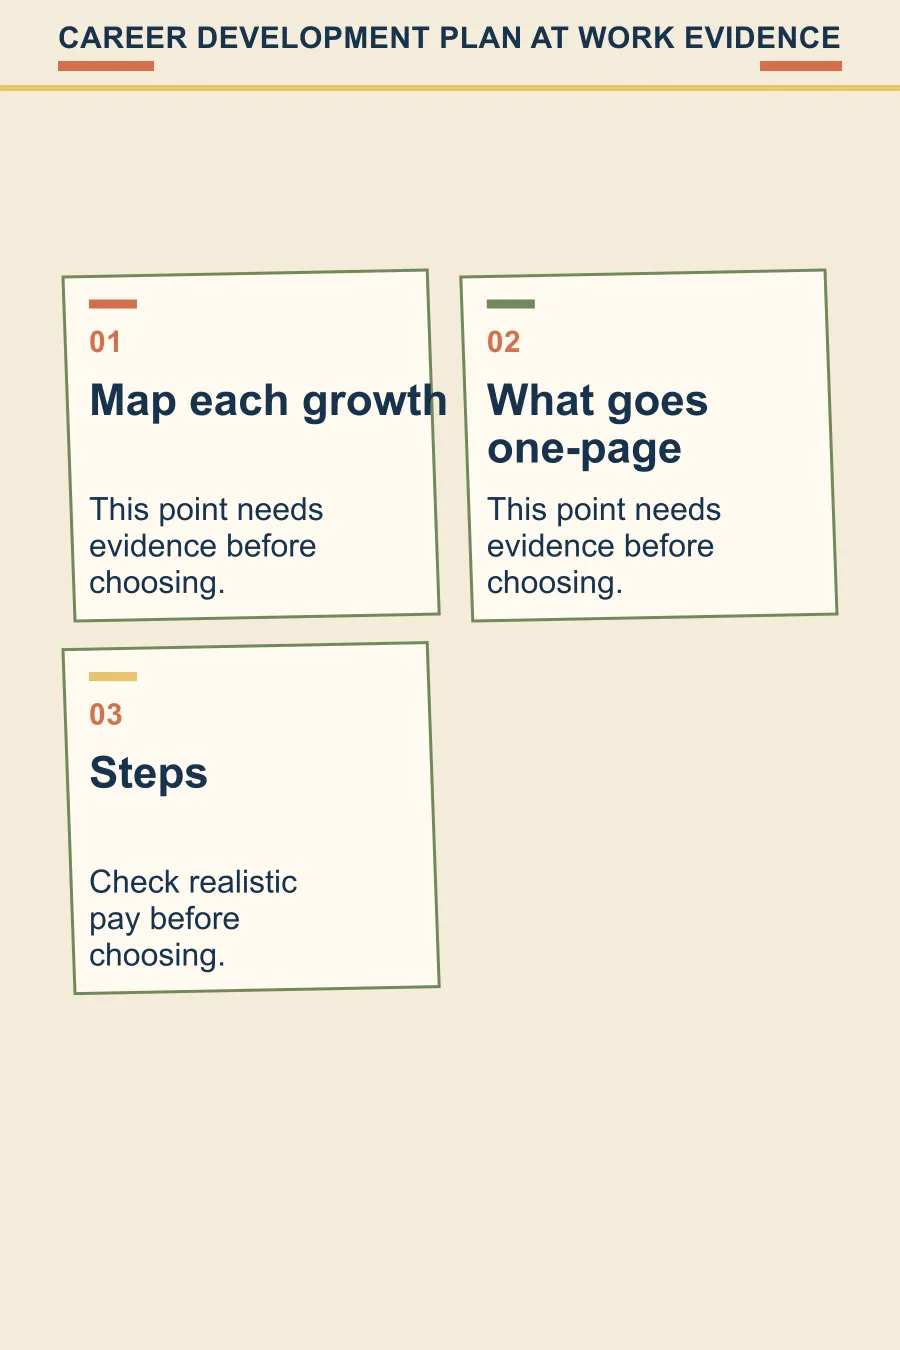 CAREER DEVELOPMENT PLAN AT WORK EVIDENCE
01
Map each growth
This point needs
evidence before
choosing.
02
What goes
one-page
This point needs
evidence before
choosing.
03
Steps
Check realistic
pay before
choosing.